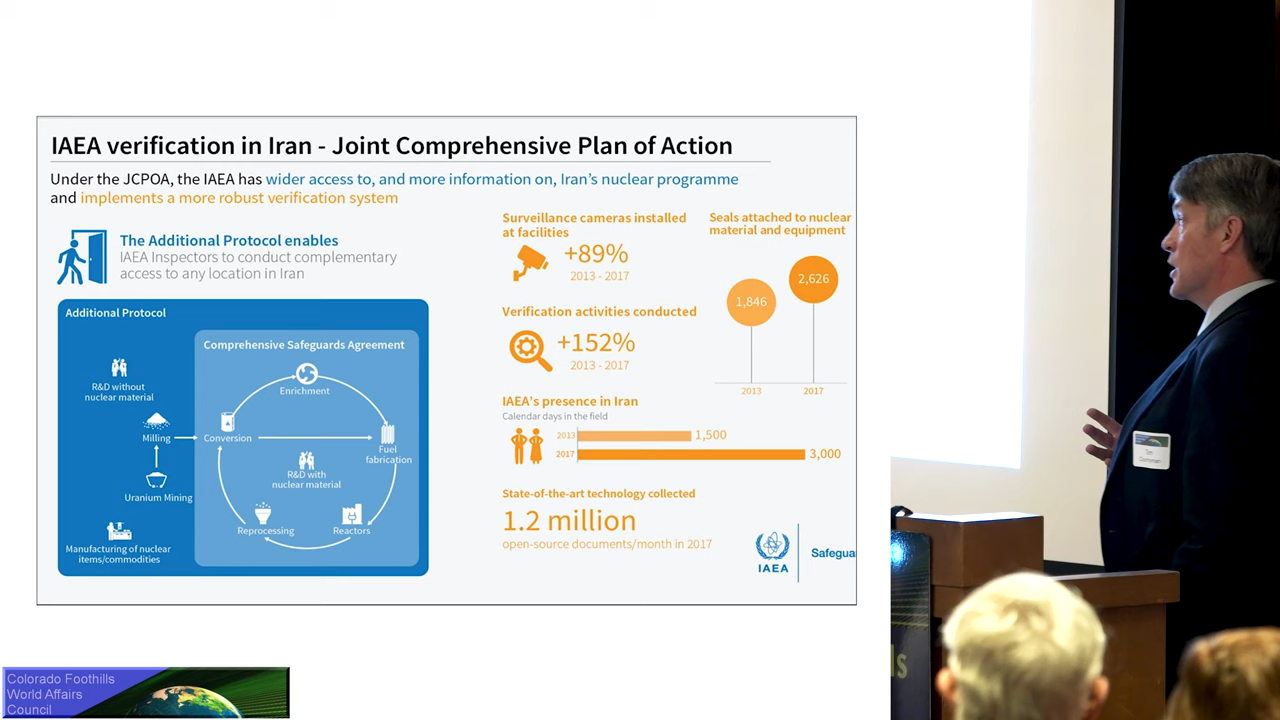 IAEA verification in Iran - Joint Comprehensive Plan of Action
Under the JCPOA, the IAEA has wider access to, and more information on, Iran's nuclear programme
and implements a more robust verification system
The Additional Protocol enables
IAEA Inspectors to conduct complementary
access to any location in Iran
Additional Protocol
Comprehensive Safeguards Agreement
R&D without
nuclear material
Enrichment
Milling
Conversion
Fuel
fabrication
R&D with
nuclear material
Uranium Mining
Reprocessing
Reactors
Manufacturing of nuclear
items/commodities
Surveillance cameras installed
at facilities
+89%
2013 - 2017
Seals attached to nuclear
material and equipment
1,846
2,626
2013
2017
Verification activities conducted
+152%
2013 - 2017
IAEA's presence in Iran
Calendar days in the field
2013
1,500
2017
3,000
State-of-the-art technology collected
1.2 million
open-source documents/month in 2017
IAEA
Safegua
Colorado Foothills
World Affairs
Council
Tom